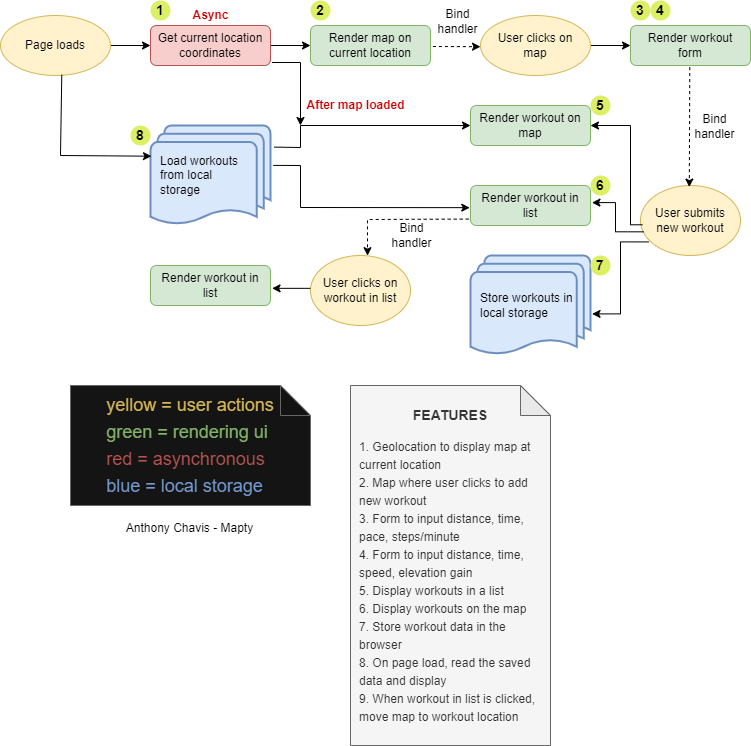 1
Async
2
Bind
handler
3
4
Page loads
Get current location
coordinates
Render map on
current location
User clicks on
map
Render workout
form
After map loaded
5
Bind
handler
8
Render workout on
map
Load workouts
from local
storage
6
Render workout in
list
User submits
new workout
Bind
handler
7
Render workout in
list
User clicks on
workout in list
Store workouts in
local storage
yellow = user actions
green = rendering ui
red = asynchronous
blue = local storage
Anthony Chavis - Mapty
FEATURES
1. Geolocation to display map at
current location
2. Map where user clicks to add
new workout
3. Form to input distance, time,
pace, steps/minute
4. Form to input distance, time,
speed, elevation gain
5. Display workouts in a list
6. Display workouts on the map
7. Store workout data in the
browser
8. On page load, read the saved
data and display
9. When workout in list is clicked,
move map to workout location